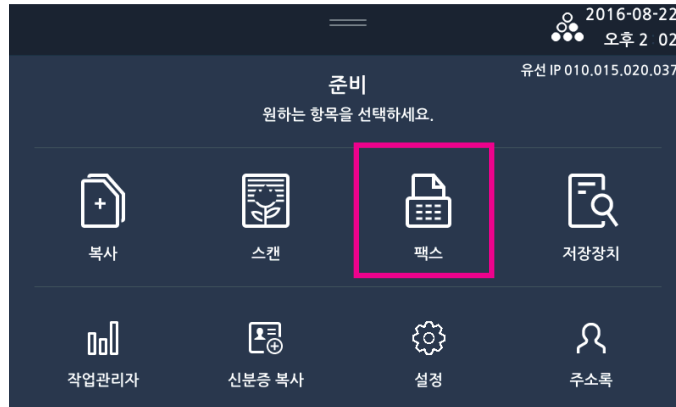 2016-08-22
오후 2 02
유선 IP 010.015.020.037
준비
원하는 항목을 선택하세요.
복사
스캔
팩스
저장장치
작업관리자
신분증 복사
설정
주소록